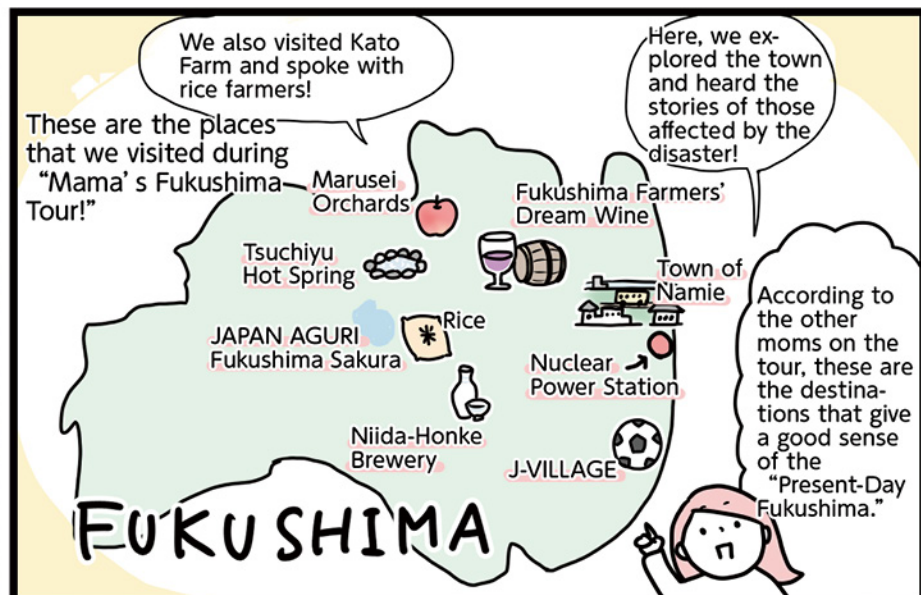 We also visited Kato
Farm and spoke with
rice farmers!
Here, we ex-
plored the town
and heard the
stories of those
affected by the
disaster!
These are the places
that we visited during
"Mama's Fukushima
Tour!"
Marusei
Orchards
Fukushima Farmers'
Dream Wine
Tsuchiyu
Hot Spring
Town of
Namie
JAPAN AGURI
Fukushima Sakura
Rice
Nuclear
Power Station
Niida-Honke
Brewery
J-VILLAGE
According to
the other
moms on the
tour, these are
the destina-
tions that give
a good sense
of the
"Present-Day
Fukushima."
FUKUSHIMA